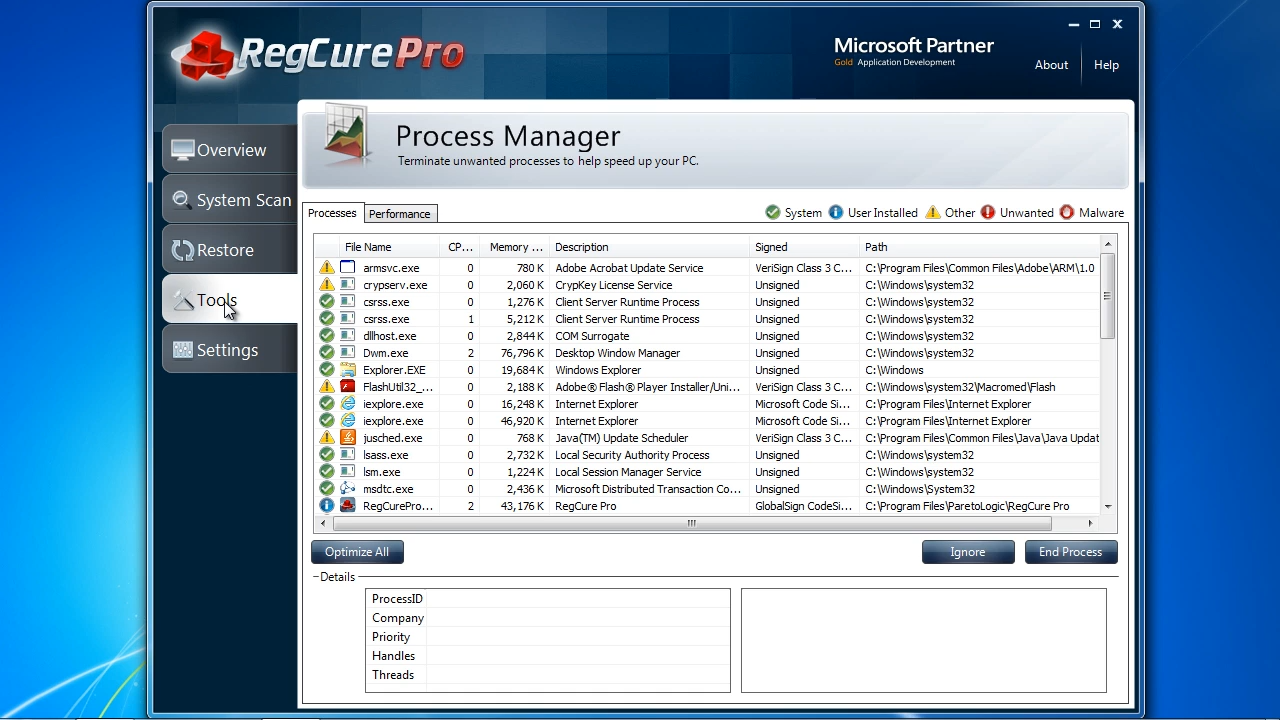 RegCure Pro
Microsoft Partner
Gold Application Development
About Help
Overview
System Scan
Restore
Tools
Settings
Process Manager
Terminate unwanted processes to help speed up your PC.
Processes Performance
System User Installed Other Unwanted Malware
File Name CP... Memory ... Description Signed Path
armsvc.exe 0 780 K Adobe Acrobat Update Service VeriSign Class 3 C... C:\Program Files\Common Files\Adobe\ARM\1.0
crypserv.exe 0 2,060 K CrypKey License Service Unsigned C:\Windows\system32
csrss.exe 0 1,276 K Client Server Runtime Process Unsigned C:\Windows\system32
csrss.exe 1 5,212 K Client Server Runtime Process Unsigned C:\Windows\system32
dllhost.exe 0 2,844 K COM Surrogate Unsigned C:\Windows\system32
Dwm.exe 2 76,796 K Desktop Window Manager Unsigned C:\Windows\system32
Explorer.EXE 0 19,684 K Windows Explorer Unsigned C:\Windows
FlashUtil32_... 0 2,188 K Adobe® Flash® Player Installer/Uni... VeriSign Class 3 C... C:\Windows\system32\Macromed\Flash
iexplore.exe 0 16,248 K Internet Explorer Microsoft Code Si... C:\Program Files\Internet Explorer
iexplore.exe 0 46,920 K Internet Explorer Microsoft Code Si... C:\Program Files\Internet Explorer
jusched.exe 0 768 K Java(TM) Update Scheduler VeriSign Class 3 C... C:\Program Files\Common Files\Java\Java Updat
lsass.exe 0 2,732 K Local Security Authority Process Unsigned C:\Windows\system32
lsm.exe 0 1,224 K Local Session Manager Service Unsigned C:\Windows\system32
msdtc.exe 0 2,436 K Microsoft Distributed Transaction Co... Unsigned C:\Windows\System32
RegCurePro... 2 43,176 K RegCure Pro GlobalSign CodeSi... C:\Program Files\ParetoLogic\RegCure Pro
Optimize All Ignore End Process
Details
ProcessID
Company
Priority
Handles
Threads